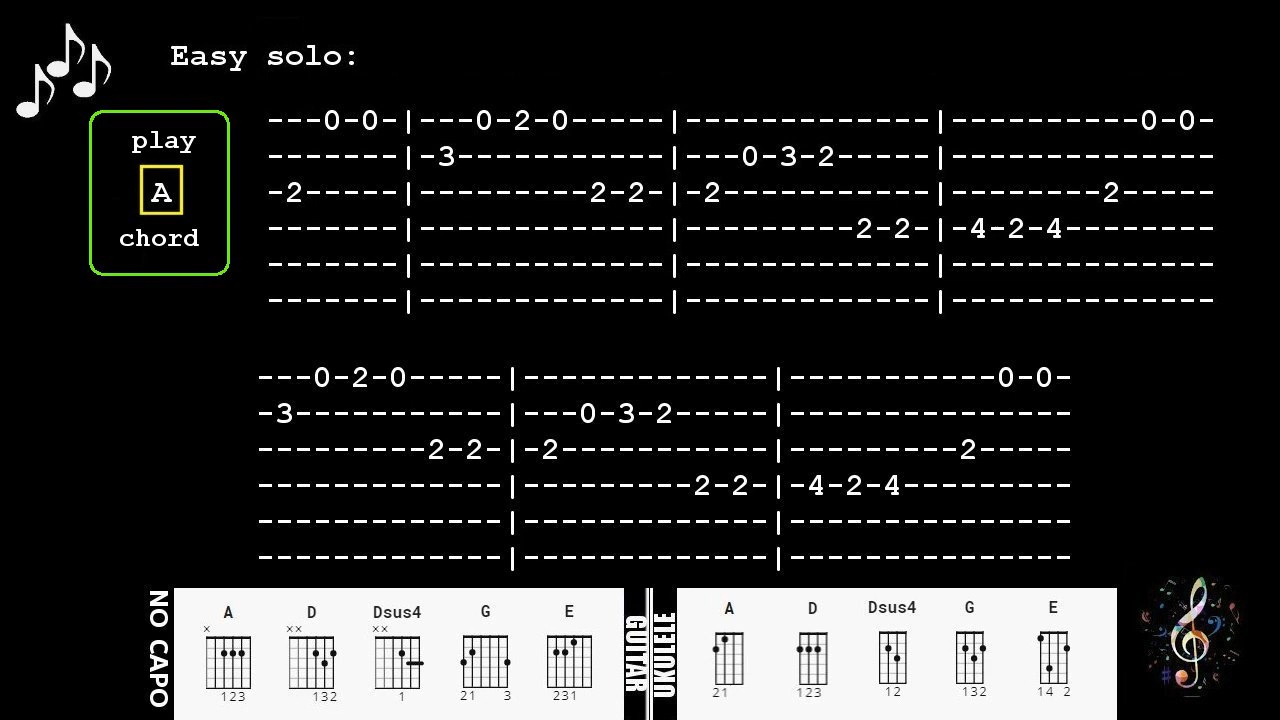 Easy solo:
play
A
chord
---0-0-|---0-2-0-----|-------------|----------0-0-
-------|-3-----------|---0-3-2-----|--------------
-2-----|---------2-2-|-2-----------|--------2-----
-------|-------------|---------2-2-|-4-2-4--------
-------|-------------|-------------|--------------
-------|-------------|-------------|--------------
---0-2-0-----|-------------|-----------0-0-
-3-----------|---0-3-2-----|---------------
---------2-2-|-2-----------|---------2-----
-------------|---------2-2-|-4-2-4---------
-------------|-------------|---------------
-------------|-------------|---------------
NO CAPO
A D Dsus4 G E
x xx xx
123 132 1 21 3 231
GUITAR
UKULELE
A D Dsus4 G E
21 123 12 132 14 2